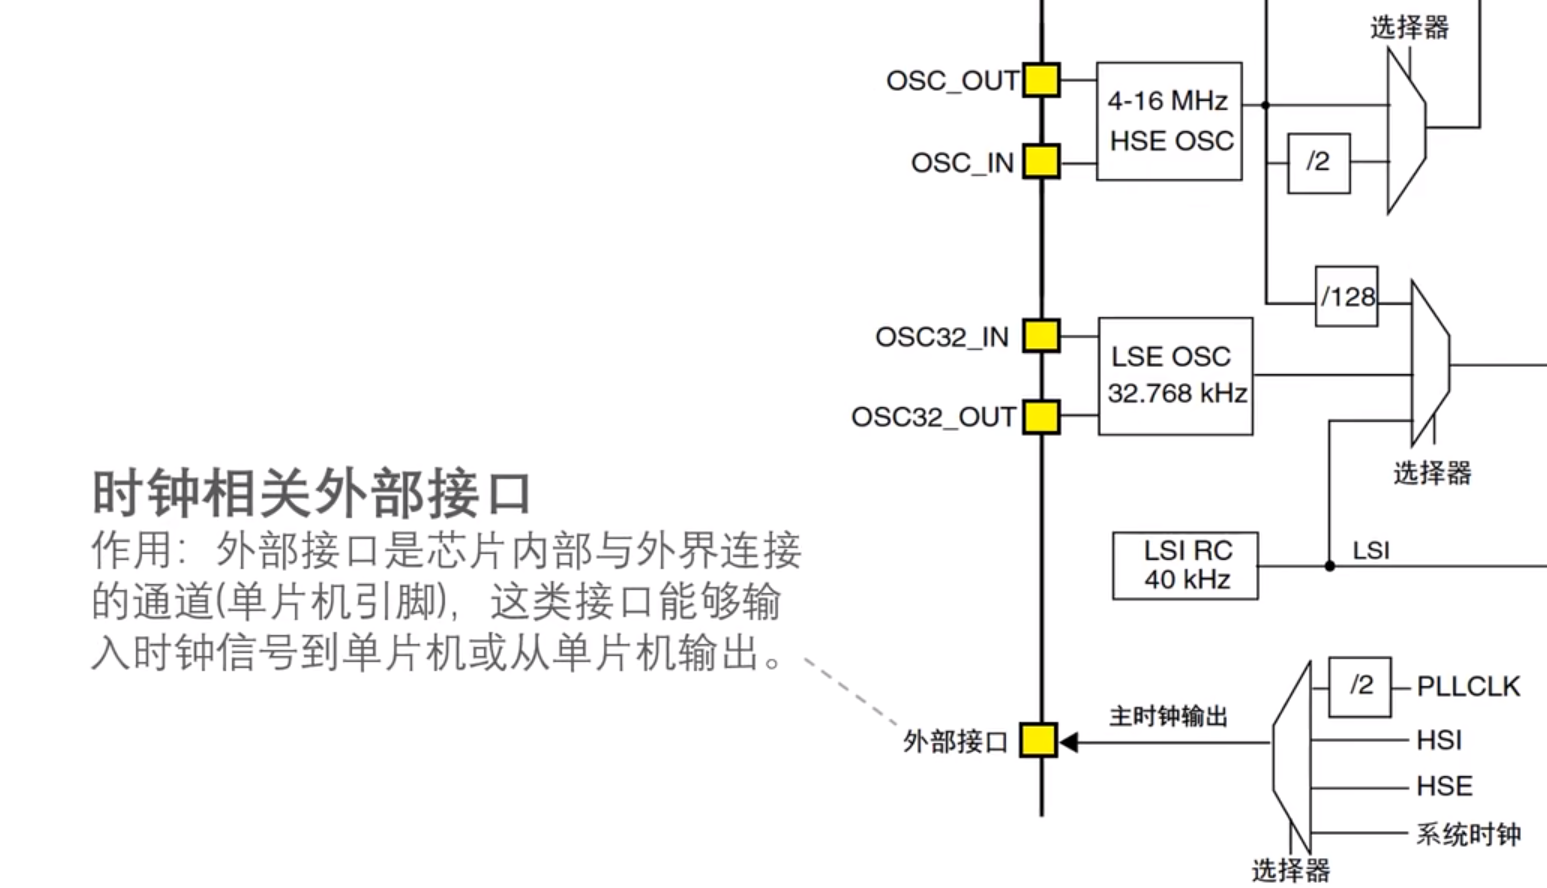 选择器
OSC_OUT
4-16 MHz
HSE OSC
OSC_IN
/2
/128
OSC32_IN
LSE OSC
32.768 kHz
OSC32_OUT
选择器
时钟相关外部接口
作用：外部接口是芯片内部与外界连接
的通道(单片机引脚)，这类接口能够输
入时钟信号到单片机或从单片机输出。
LSI RC
40 kHz
LSI
外部接口
主时钟输出
/2
PLLCLK
HSI
HSE
系统时钟
选择器